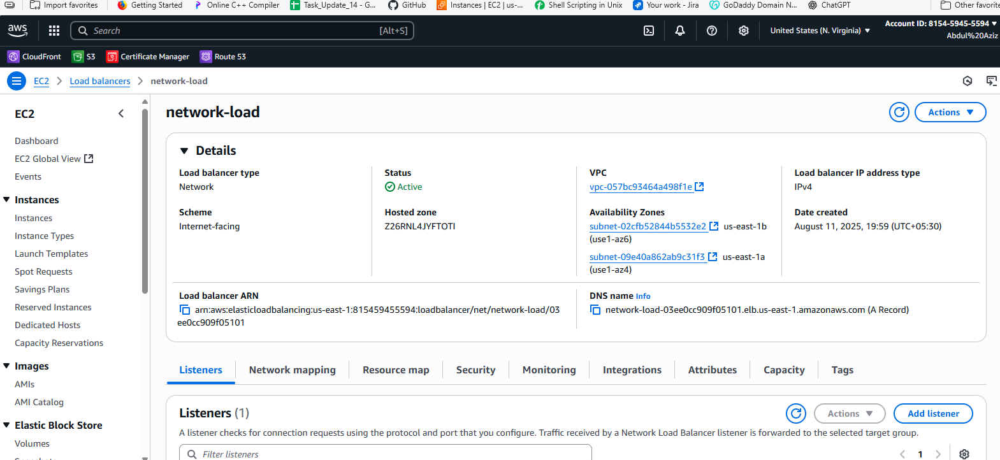 Import favorites
Getting Started
Online C++ Compiler
Task_Update_14 - G...
GitHub
Instances | EC2 | us-...
Shell Scripting in Unix
Your work - Jira
GoDaddy Domain N...
ChatGPT
Other favorite
aws
Search
[Alt+S]
United States (N. Virginia)
Account ID: 8154-5945-5594
Abdul%20Aziz
CloudFront
S3
Certificate Manager
Route 53
EC2
Load balancers
network-load
EC2
Dashboard
EC2 Global View
Events
Instances
Instances
Instance Types
Launch Templates
Spot Requests
Savings Plans
Reserved Instances
Dedicated Hosts
Capacity Reservations
Images
AMIs
AMI Catalog
Elastic Block Store
Volumes
network-load
Actions
Details
Load balancer type
Network
Status
Active
VPC
vpc-057bc93464a498f1e
Load balancer IP address type
IPv4
Scheme
Internet-facing
Hosted zone
Z26RNL4JYFTOTI
Availability Zones
subnet-02cfb52844b5532e2 us-east-1b
(use1-az6)
subnet-09e40a862ab9c31f3 us-east-1a
(use1-az4)
Date created
August 11, 2025, 19:59 (UTC+05:30)
Load balancer ARN
arn:aws:elasticloadbalancing:us-east-1:815459455594:loadbalancer/net/network-load/03
ee0cc909f05101
DNS name Info
network-load-03ee0cc909f05101.elb.us-east-1.amazonaws.com (A Record)
Listeners
Network mapping
Resource map
Security
Monitoring
Integrations
Attributes
Capacity
Tags
Listeners (1)
Actions
Add listener
A listener checks for connection requests using the protocol and port that you configure. Traffic received by a Network Load Balancer listener is forwarded to the selected target group.
Filter listeners
1